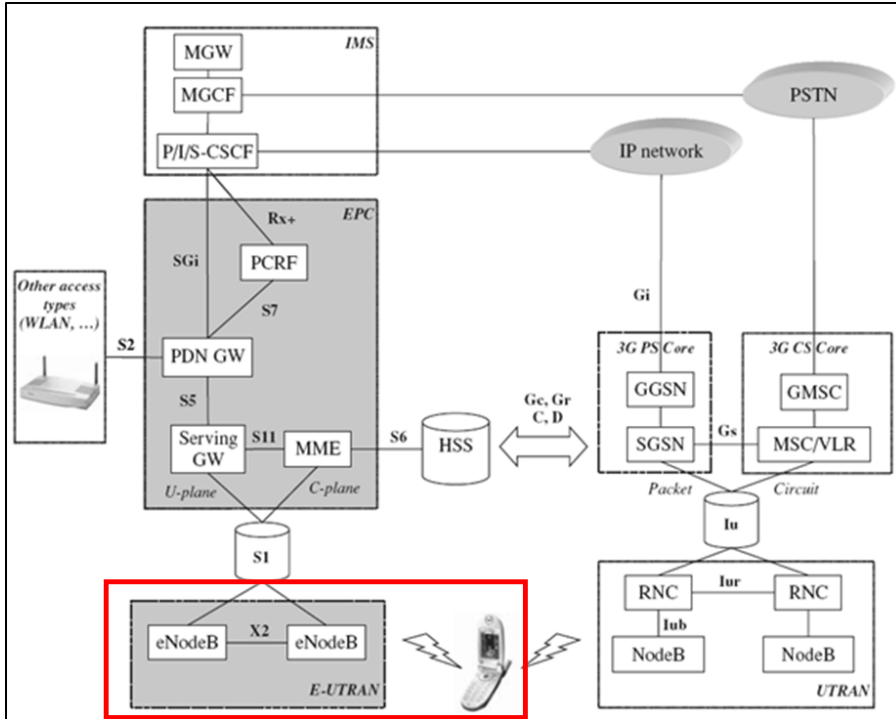 IMS
MGW
MGCF
P/I/S-CSCF
PSTN
IP network
EPC
Rx+
SGi
PCRF
S7
Gi
Other access
types
(WLAN, ...)
S2
PDN GW
S5
3G PS Core
3G CS Core
GGSN
GMSC
Gc, Gr
C, D
Serving
GW
S11
MME
S6
HSS
SGSN
Gs
MSC/VLR
U-plane
C-plane
Packet
Circuit
S1
Iu
RNC
Iur
RNC
Iub
NodeB
NodeB
UTRAN
eNodeB
X2
eNodeB
E-UTRAN